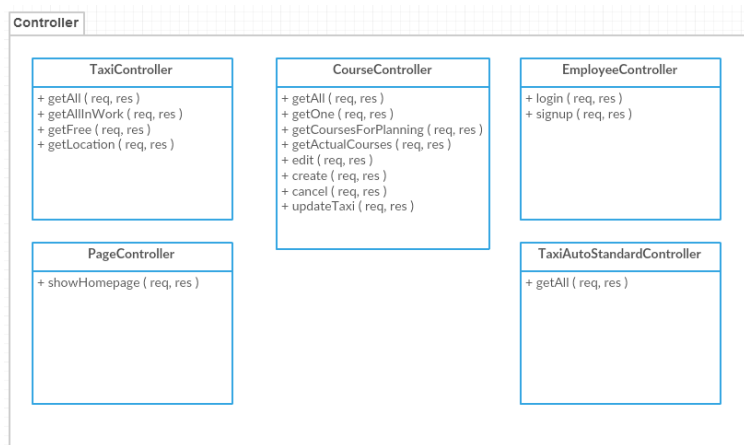 Controller
TaxiController
+ getAll ( req, res )
+ getAllInWork ( req, res )
+ getFree ( req, res )
+ getLocation ( req, res )
CourseController
+ getAll ( req, res )
+ getOne ( req, res )
+ getCoursesForPlanning ( req, res )
+ getActualCourses ( req, res )
+ edit ( req, res )
+ create ( req, res )
+ cancel ( req, res )
+ updateTaxi ( req, res )
EmployeeController
+ login ( req, res )
+ signup ( req, res )
PageController
+ showHomepage ( req, res )
TaxiAutoStandardController
+ getAll ( req, res )